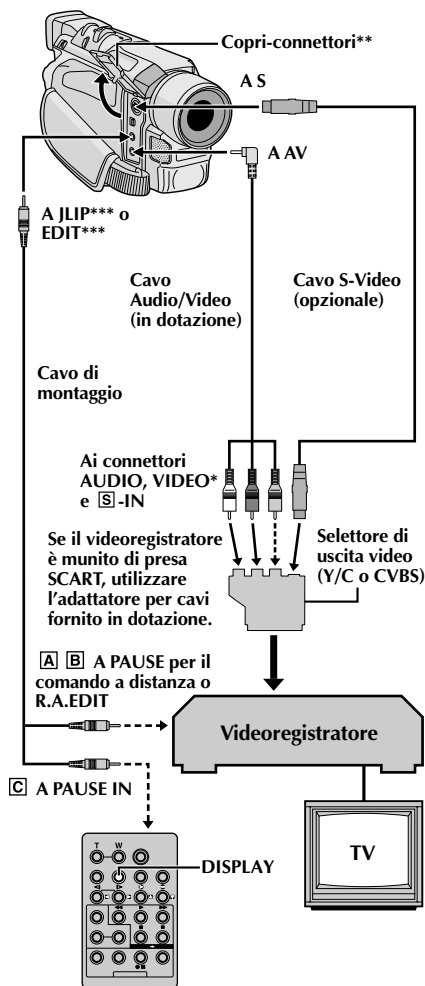 Copri-connettori**
A S
A AV
A JLIP*** o
EDIT***
Cavo
Audio/Video
(in dotazione)
Cavo S-Video
(opzionale)
Cavo di
montaggio
Ai connettori
AUDIO, VIDEO*
e S -IN
Se il videoregistratore
è munito di presa
SCART, utilizzare
l'adattatore per cavi
fornito in dotazione.
Selettore di
uscita video
(Y/C o CVBS)
A B A PAUSE per il
comando a distanza o
R.A.EDIT
Videoregistratore
C A PAUSE IN
TV
T W
DISPLAY